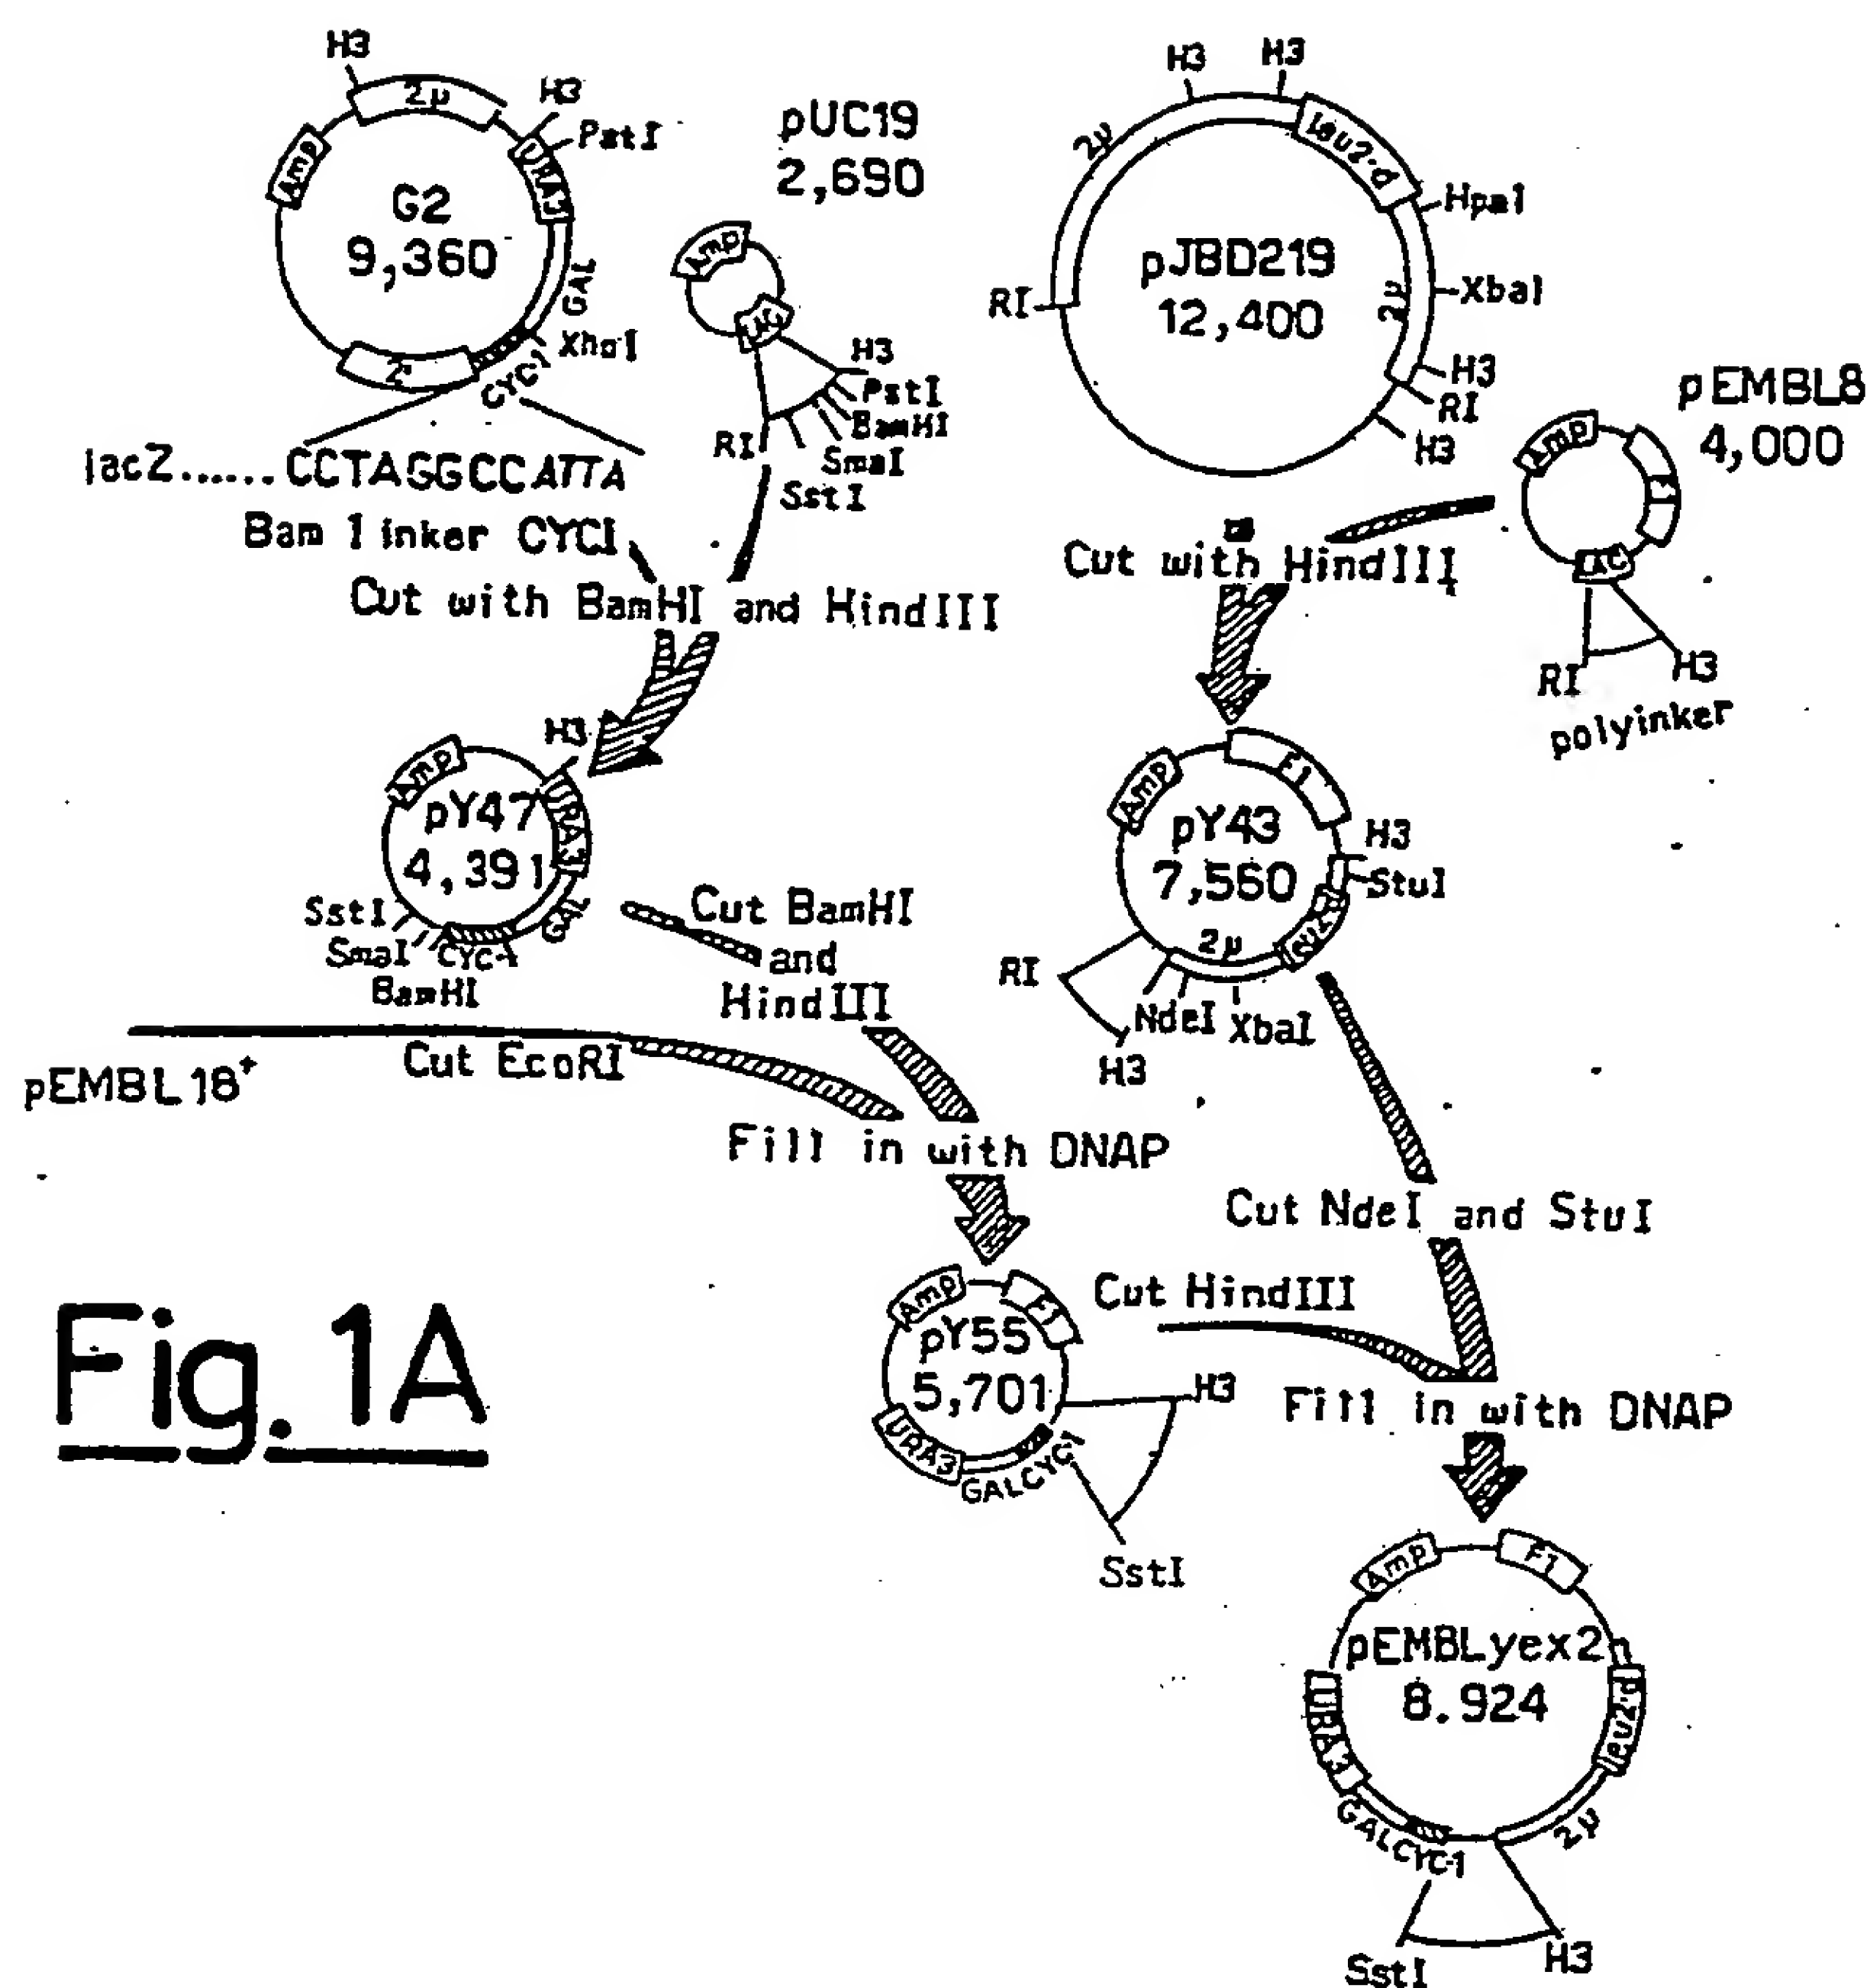 H3
2μ
H3
PstI
Amp
URA3
G2
9,360
GAL
XhoI
CYC1
lacZ......CCTAGGCCATTA
Bam linker CYCI
pUC19
2,690
Amp
LAC
H3
PstI
BamHI
SmaI
SstI
RI
Cut with BamHI and HindIII
H3
H3
2μ
leu2-d
HpaI
pJBD219
12,400
XbaI
2μ
RI
H3
RI
H3
pEMBL8
4,000
Amp
F1
LAC
RI
H3
polyinker
Cut with HindIII
H3
Amp
pY47
4,391
URA3
GAL
SstI
SmaI
CYC-1
BamHI
Cut BamHI
and
HindIII
Amp
F1
pY43
7,560
H3
StuI
2μ
RI
NdeI
XbaI
H3
pEMBL18+
Cut EcoRI
Fill in with DNAP
Cut NdeI and StuI
Cut HindIII
Amp
F1
pY55
5,701
H3
URA3
GALCYC1
SstI
Fill in with DNAP
Amp
F1
pEMBLyex2
8.924
URA3
leu2-d
GALCYC-1
2μ
SstI
H3
Fig. 1A